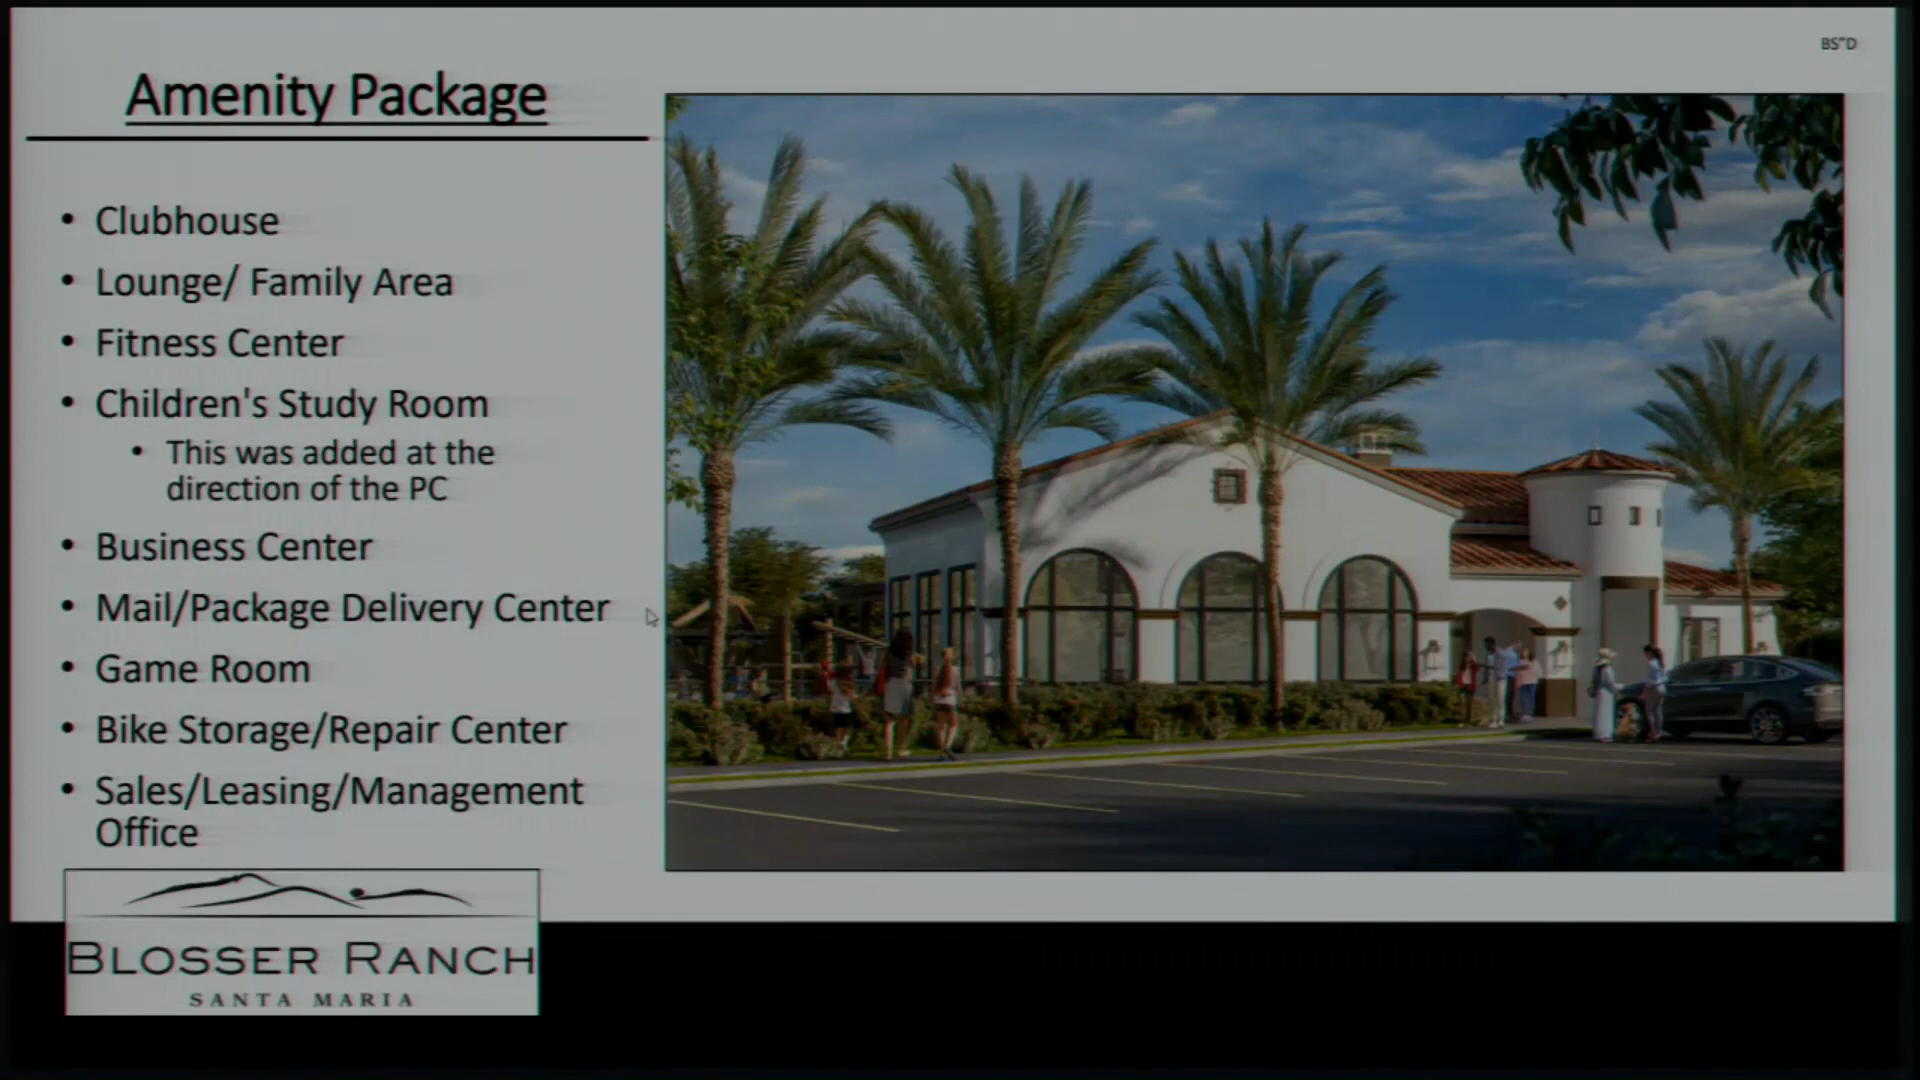 BS"D
Amenity Package
• Clubhouse
• Lounge/ Family Area
• Fitness Center
• Children's Study Room
• This was added at the
direction of the PC
• Business Center
• Mail/Package Delivery Center
• Game Room
• Bike Storage/Repair Center
• Sales/Leasing/Management
Office
BLOSSER RANCH
SANTA MARIA